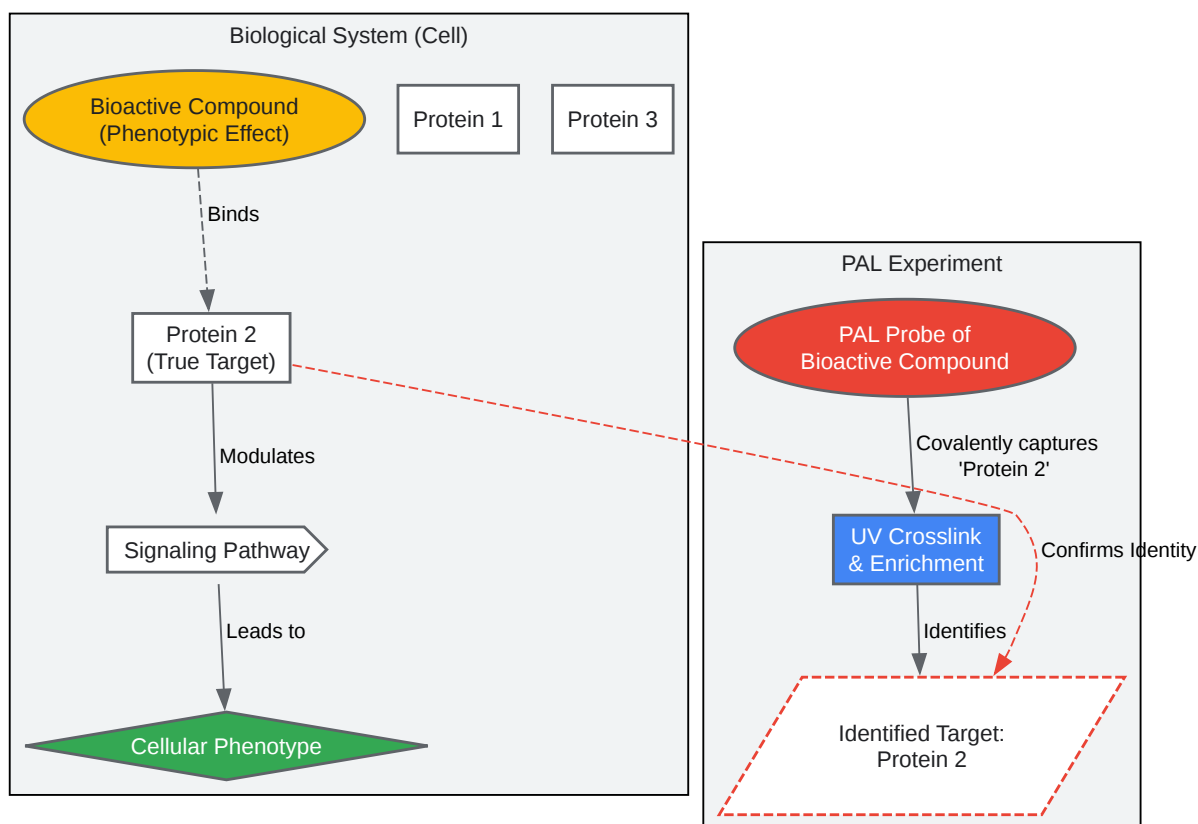 Biological System (Cell)
Bioactive Compound
(Phenotypic Effect)
Protein 1
Protein 3
Binds
Protein 2
(True Target)
Modulates
Signaling Pathway
Leads to
Cellular Phenotype
PAL Experiment
PAL Probe of
Bioactive Compound
Covalently captures
'Protein 2'
UV Crosslink
& Enrichment
Confirms Identity
Identifies
Identified Target:
Protein 2